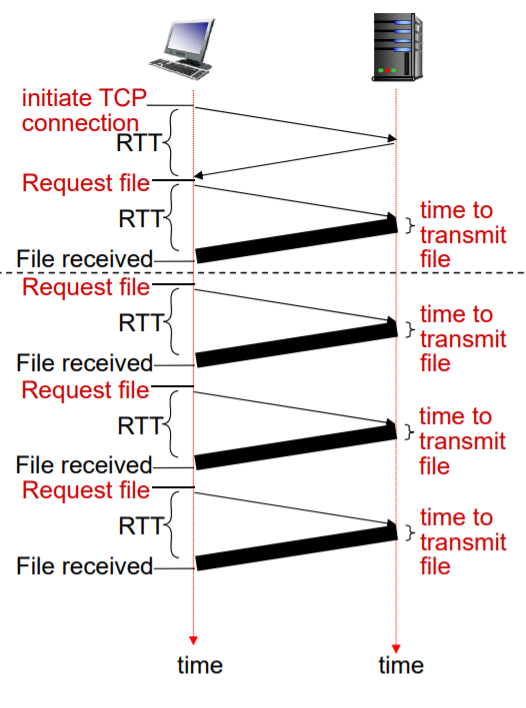 initiate TCP
connection
RTT
Request file
RTT
time to
transmit
file
File received
Request file
RTT
time to
transmit
file
File received
Request file
RTT
time to
transmit
file
File received
Request file
RTT
time to
transmit
file
File received
time
time